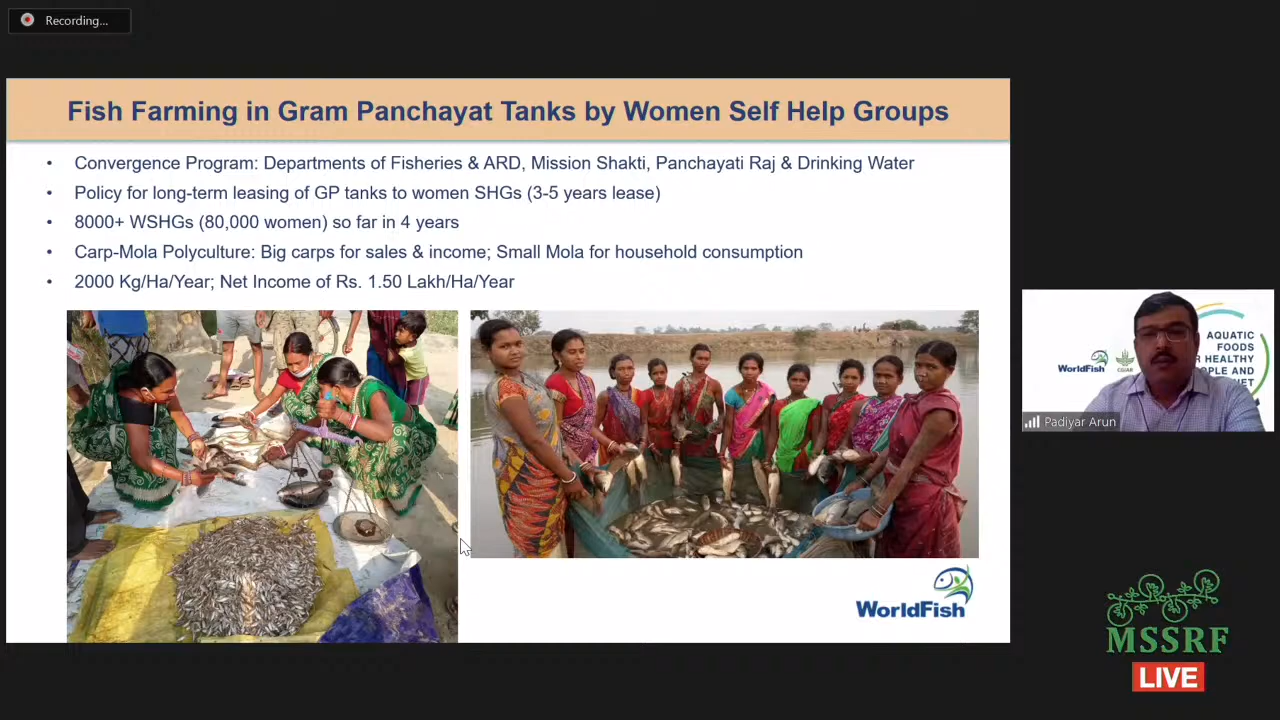 Recording...
Fish Farming in Gram Panchayat Tanks by Women Self Help Groups
• Convergence Program: Departments of Fisheries & ARD, Mission Shakti, Panchayati Raj & Drinking Water
• Policy for long-term leasing of GP tanks to women SHGs (3-5 years lease)
• 8000+ WSHGs (80,000 women) so far in 4 years
• Carp-Mola Polyculture: Big carps for sales & income; Small Mola for household consumption
• 2000 Kg/Ha/Year; Net Income of Rs. 1.50 Lakh/Ha/Year
WorldFish
AQUATIC
FOODS
R HEALTHY
PLE AND
NET
WorldFish
CGIAR
Padiyar Arun
MSSRF
LIVE